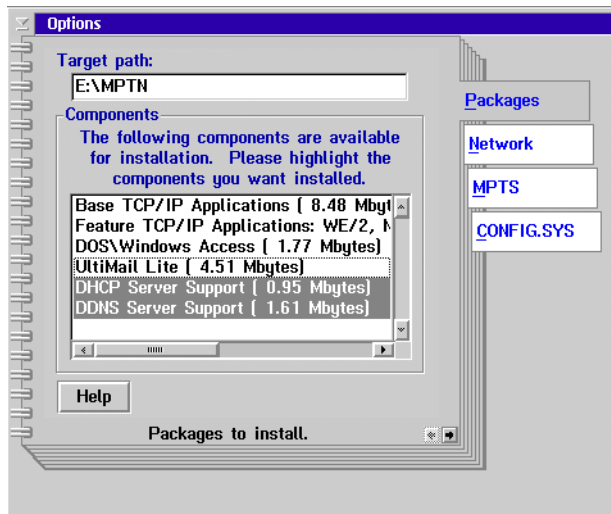 Options
Target path:
E:\MPTN
Components
The following components are available
for installation. Please highlight the
components you want installed.
Base TCP/IP Applications ( 8.48 Mbyt
Feature TCP/IP Applications: WE/2, N
DOS\Windows Access ( 1.77 Mbytes)
UltiMail Lite ( 4.51 Mbytes)
DHCP Server Support ( 0.95 Mbytes)
DDNS Server Support ( 1.61 Mbytes)
Help
Packages to install.
Packages
Network
MPTS
CONFIG.SYS